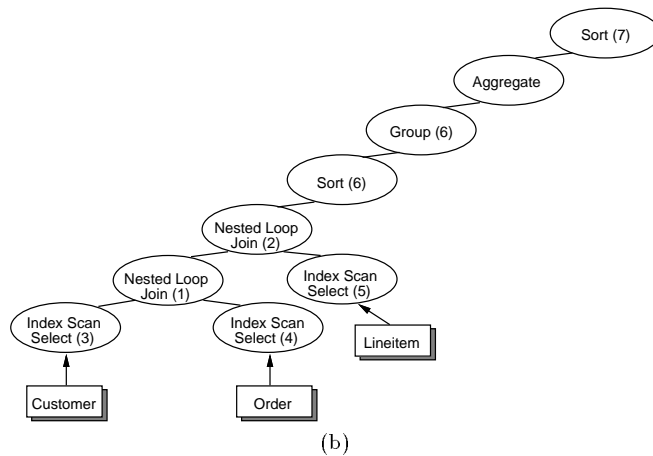 Sort (7)
Aggregate
Group (6)
Sort (6)
Nested Loop
Join (2)
Nested Loop
Join (1)
Index Scan
Select (5)
Index Scan
Select (3)
Index Scan
Select (4)
Lineitem
Customer
Order
(b)